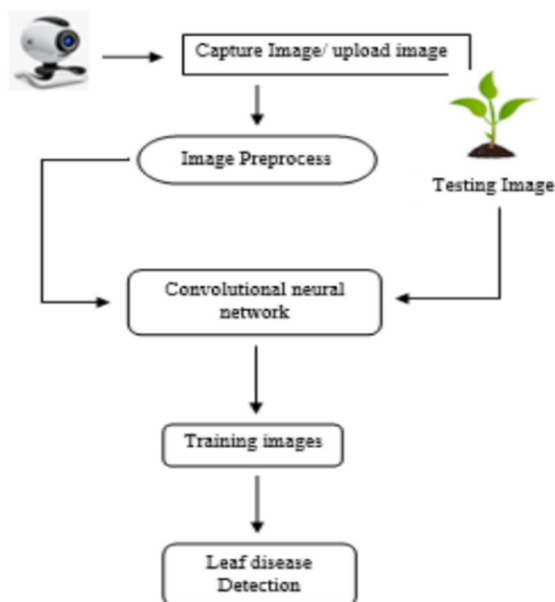 Capture Image/ upload image
Image Preprocess
Testing Image
Convolutional neural
network
Training images
Leaf disease
Detection